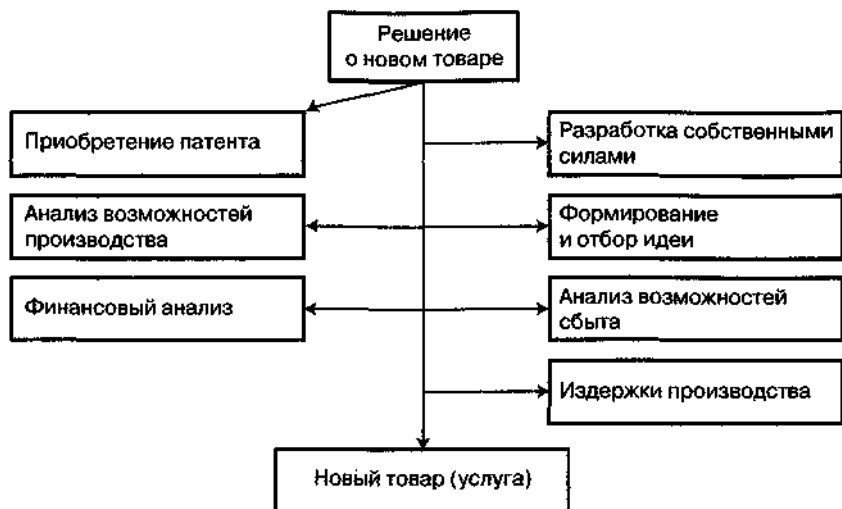 Решение
о новом товаре
Приобретение патента
Разработка собственными
силами
Анализ возможностей
производства
Формирование
и отбор идеи
Финансовый анализ
Анализ возможностей
сбыта
Издержки производства
Новый товар (услуга)